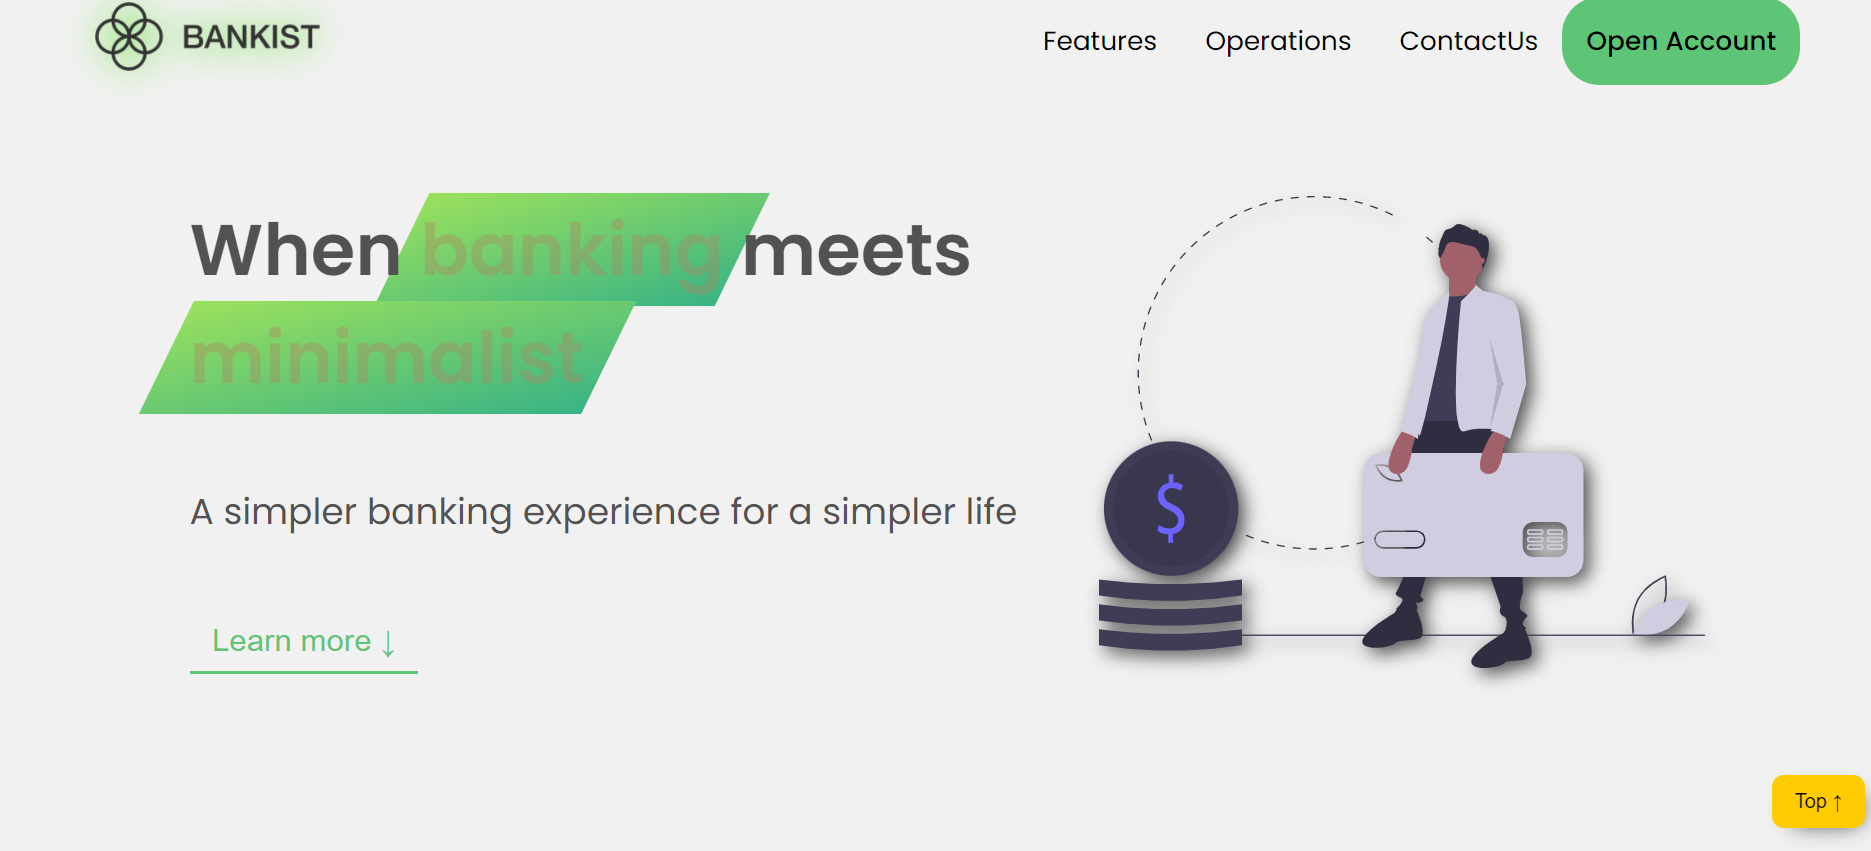 BANKIST
Features
Operations
ContactUs
Open Account
When banking meets
minimalist
A simpler banking experience for a simpler life
$
Learn more ↓
Top ↑